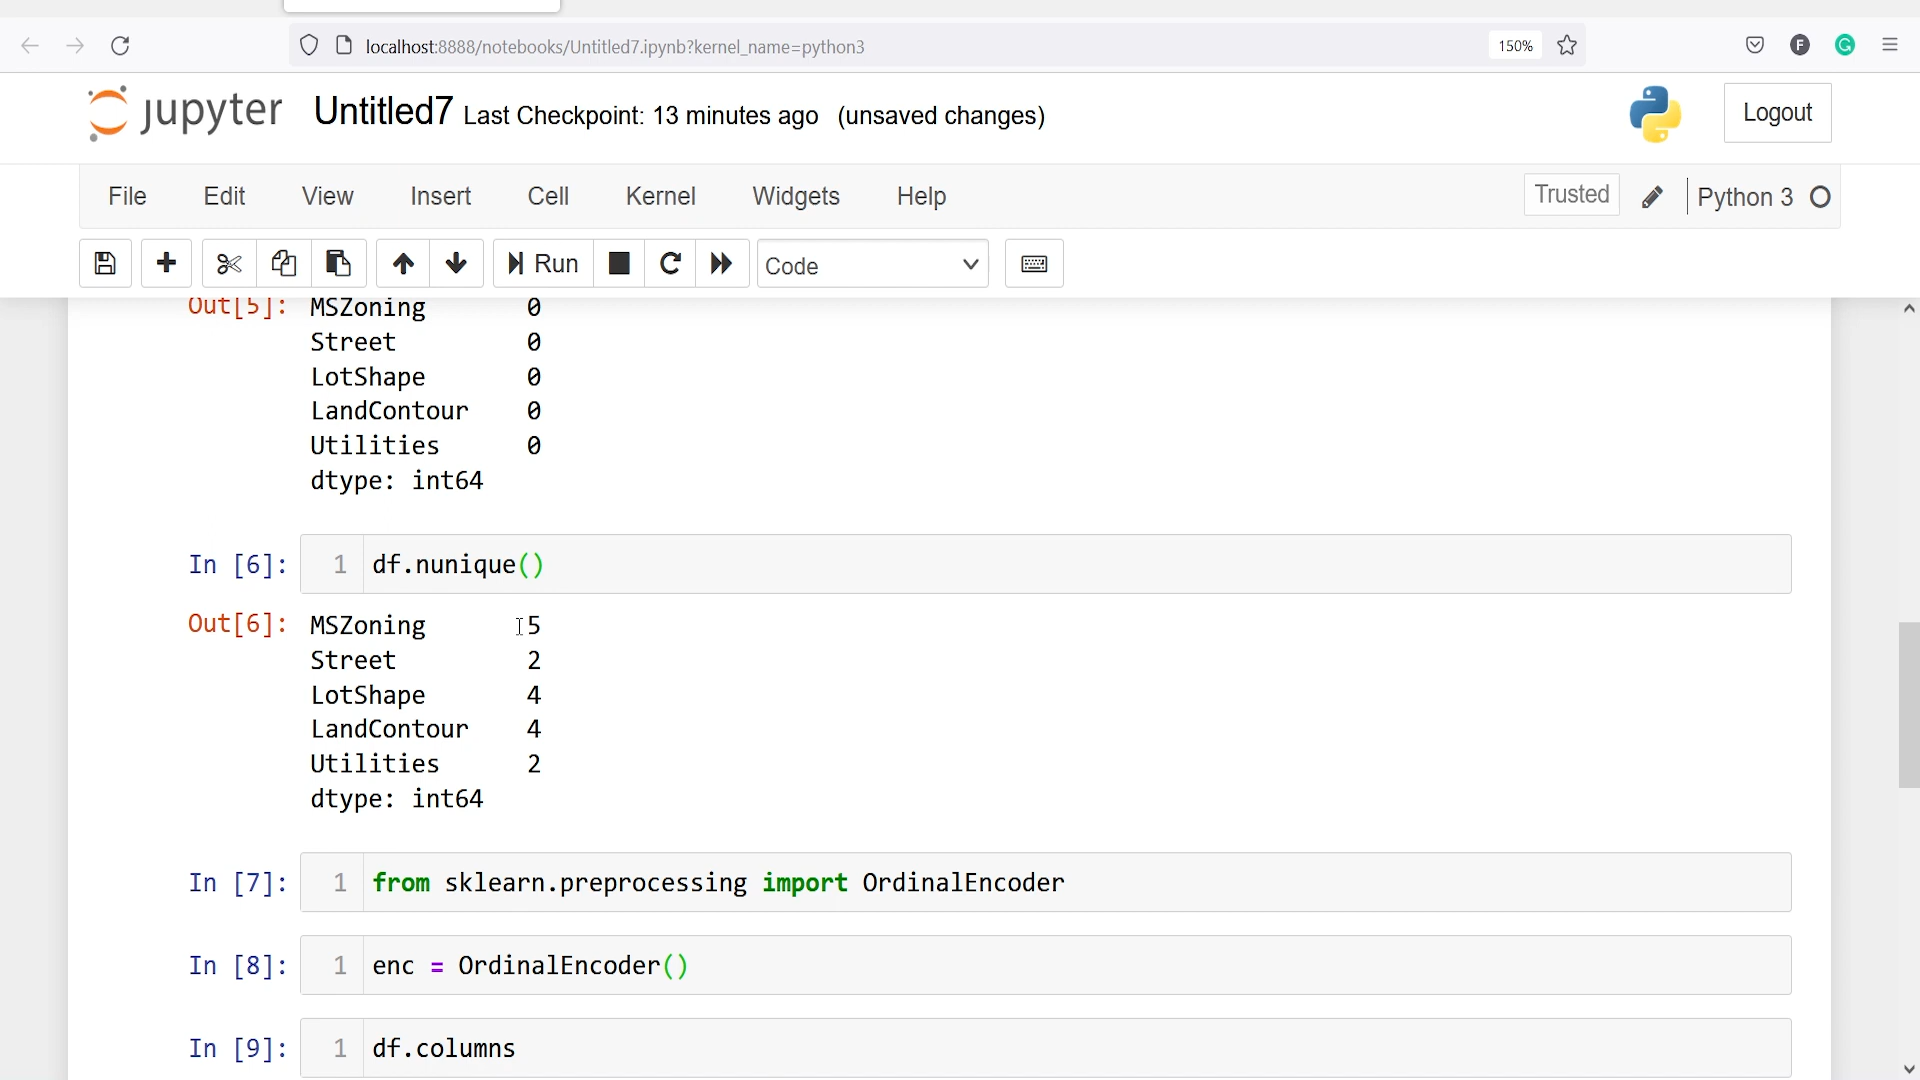 localhost:8888/notebooks/Untitled7.ipynb?kernel_name=python3 150% F G
jupyter Untitled7 Last Checkpoint: 13 minutes ago (unsaved changes) Logout
File Edit View Insert Cell Kernel Widgets Help Trusted Python 3
Run Code
Out[5]: MSZoning 0
Street 0
LotShape 0
LandContour 0
Utilities 0
dtype: int64
In [6]: 1 df.nunique()
Out[6]: MSZoning 5
Street 2
LotShape 4
LandContour 4
Utilities 2
dtype: int64
In [7]: 1 from sklearn.preprocessing import OrdinalEncoder
In [8]: 1 enc = OrdinalEncoder()
In [9]: 1 df.columns